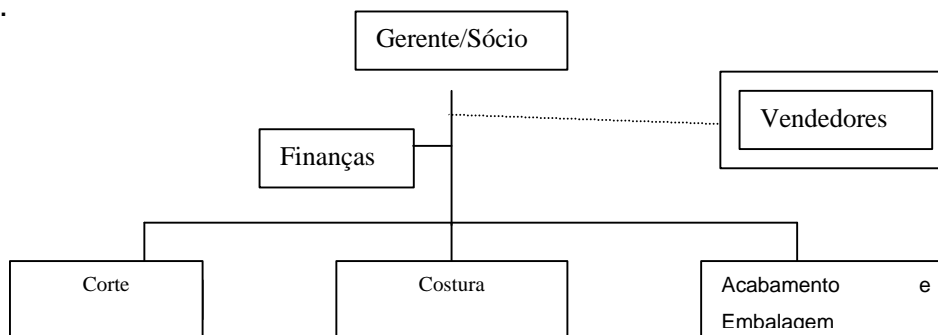 .
Gerente/Sócio
Vendedores
Finanças
Corte
Costura
Acabamento e
Embalagem